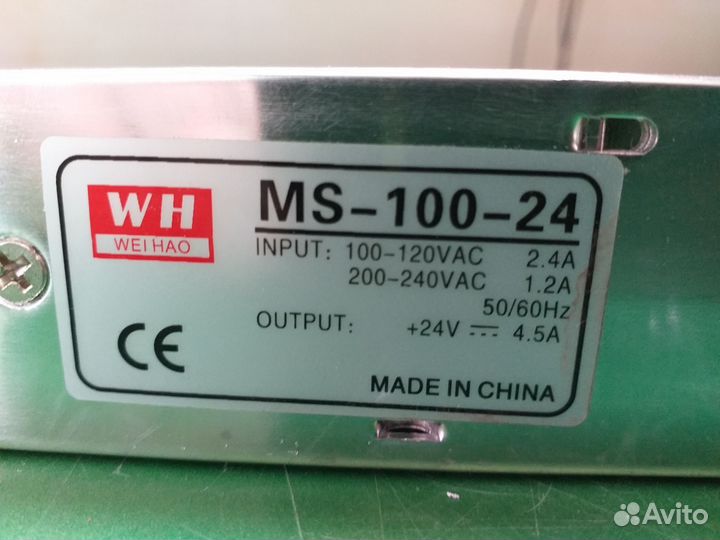 WH
WEI HAO
MS-100-24
INPUT: 100-120VAC 2.4A
200-240VAC 1.2A
50/60Hz
OUTPUT: +24V ⎓ 4.5A
CE
MADE IN CHINA
Avito